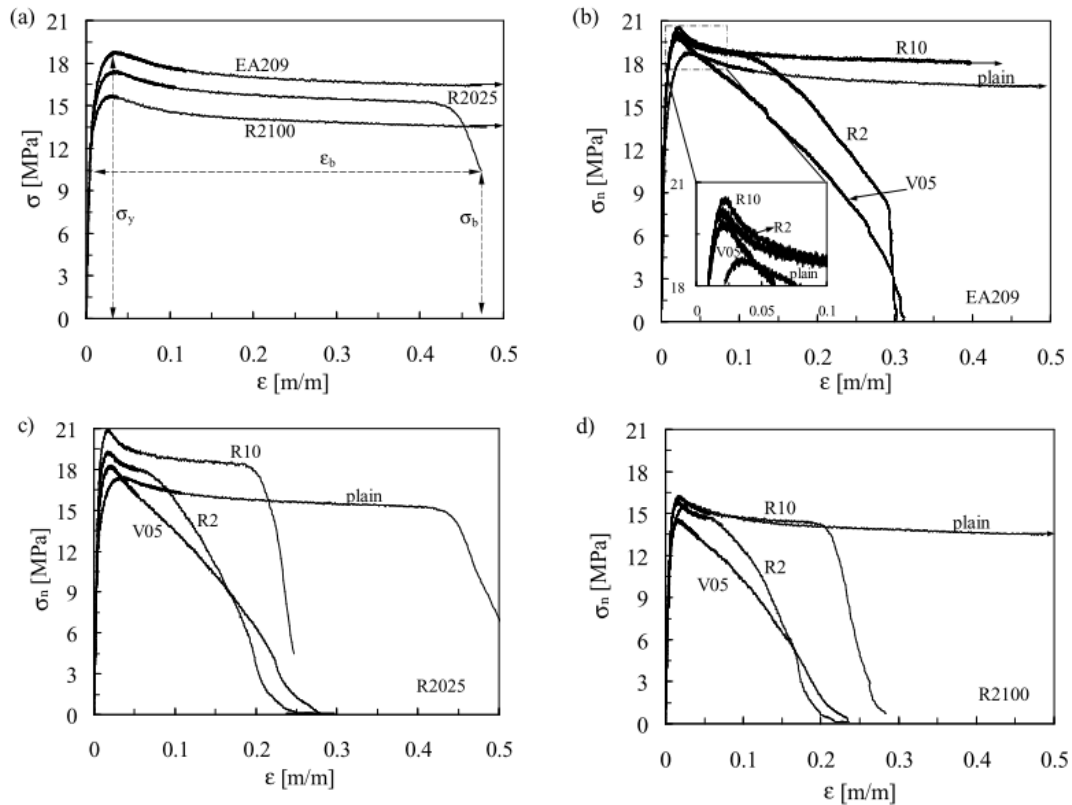 (a)
21
18
15
12
9
6
3
0
σ [MPa]
EA209
R2025
R2100
εb
σy
σb
0 0.1 0.2 0.3 0.4 0.5
ε [m/m]
(b)
21
18
15
12
9
6
3
0
σn [MPa]
R10
plain
R2
V05
21
R10
R2
V05
plain
18
0 0.05 0.1
EA209
0 0.1 0.2 0.3 0.4 0.5
ε [m/m]
c)
21
18
15
12
9
6
3
0
σn [MPa]
R10
plain
R2
V05
R2025
0 0.1 0.2 0.3 0.4 0.5
ε [m/m]
d)
21
18
15
12
9
6
3
0
σn [MPa]
R10
plain
R2
V05
R2100
0 0.1 0.2 0.3 0.4 0.5
ε [m/m]